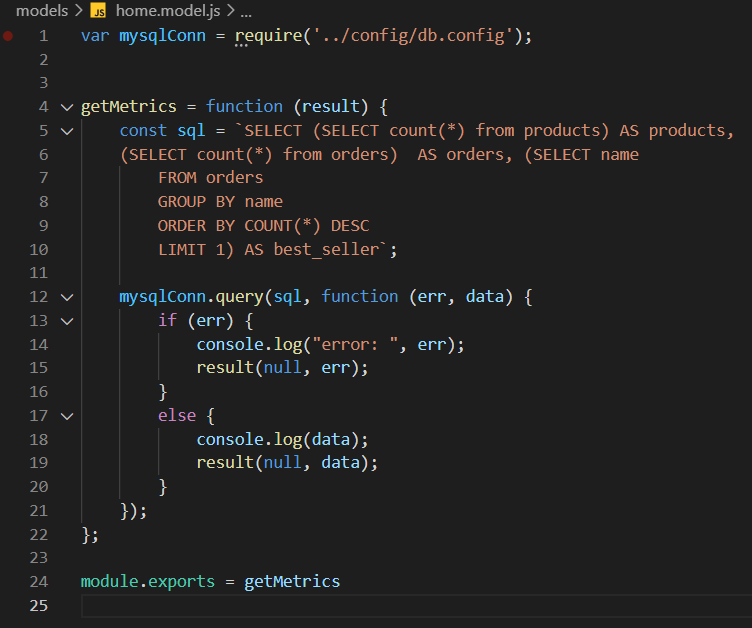 models > JS home.model.js > ...
1 var mysqlConn = require('../config/db.config');
2
3
4 getMetrics = function (result) {
5 const sql = `SELECT (SELECT count(*) from products) AS products,
6 (SELECT count(*) from orders)  AS orders, (SELECT name
7 FROM orders
8 GROUP BY name
9 ORDER BY COUNT(*) DESC
10 LIMIT 1) AS best_seller`;
11
12 mysqlConn.query(sql, function (err, data) {
13 if (err) {
14 console.log("error: ", err);
15 result(null, err);
16 }
17 else {
18 console.log(data);
19 result(null, data);
20 }
21 });
22 };
23
24 module.exports = getMetrics
25